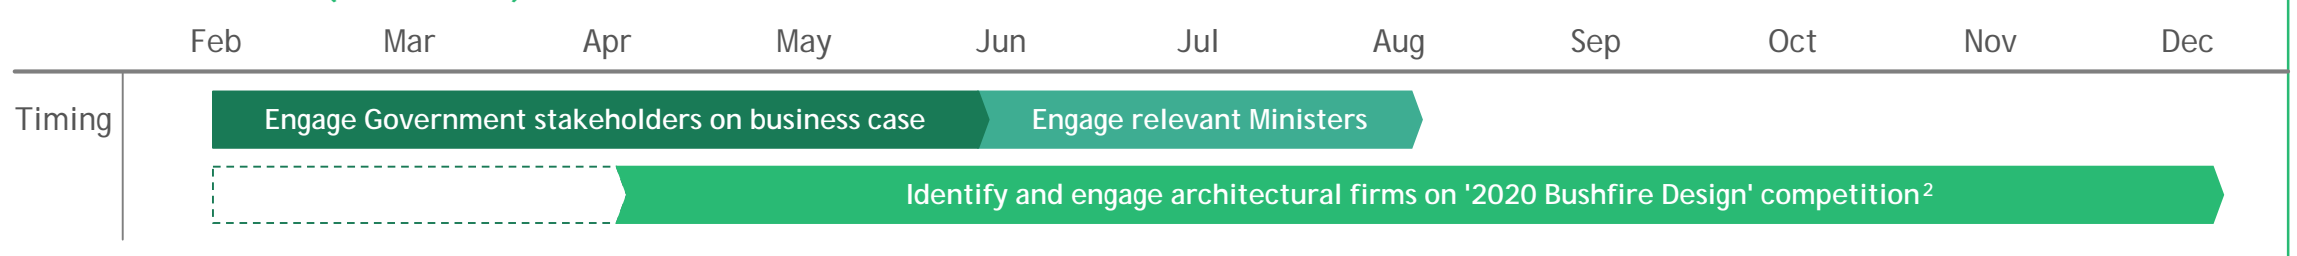 Feb Mar Apr May Jun Jul Aug Sep Oct Nov Dec
Timing
Engage Government stakeholders on business case Engage relevant Ministers
Identify and engage architectural firms on '2020 Bushfire Design' competition²